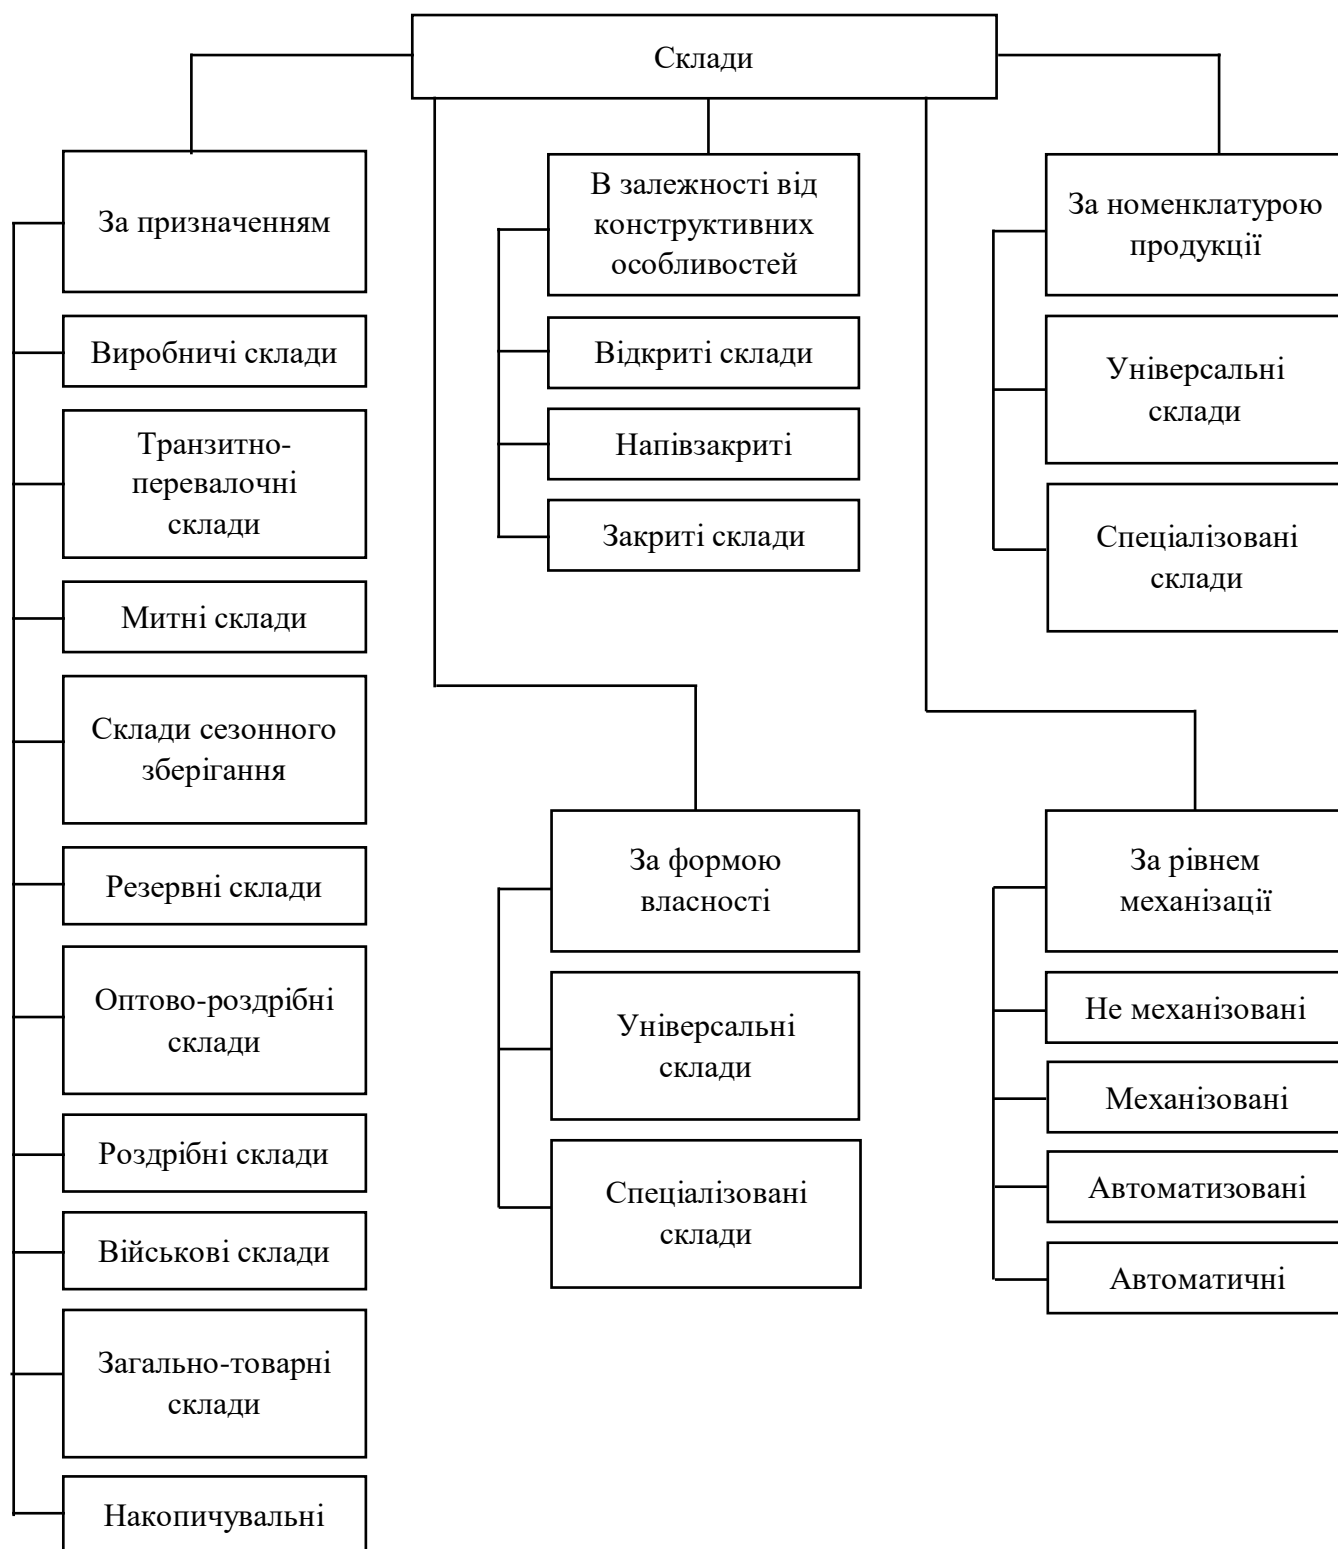 Склади
За призначенням
Виробничі склади
Транзитно-
перевалочні
склади
Митні склади
Склади сезонного
зберігання
Резервні склади
Оптово-роздрібні
склади
Роздрібні склади
Військові склади
Загально-товарні
склади
Накопичувальні
В залежності від
конструктивних
особливостей
Відкриті склади
Напівзакриті
Закриті склади
За формою
власності
Універсальні
склади
Спеціалізовані
склади
За номенклатурою
продукції
Універсальні
склади
Спеціалізовані
склади
За рівнем
механізації
Не механізовані
Механізовані
Автоматизовані
Автоматичні